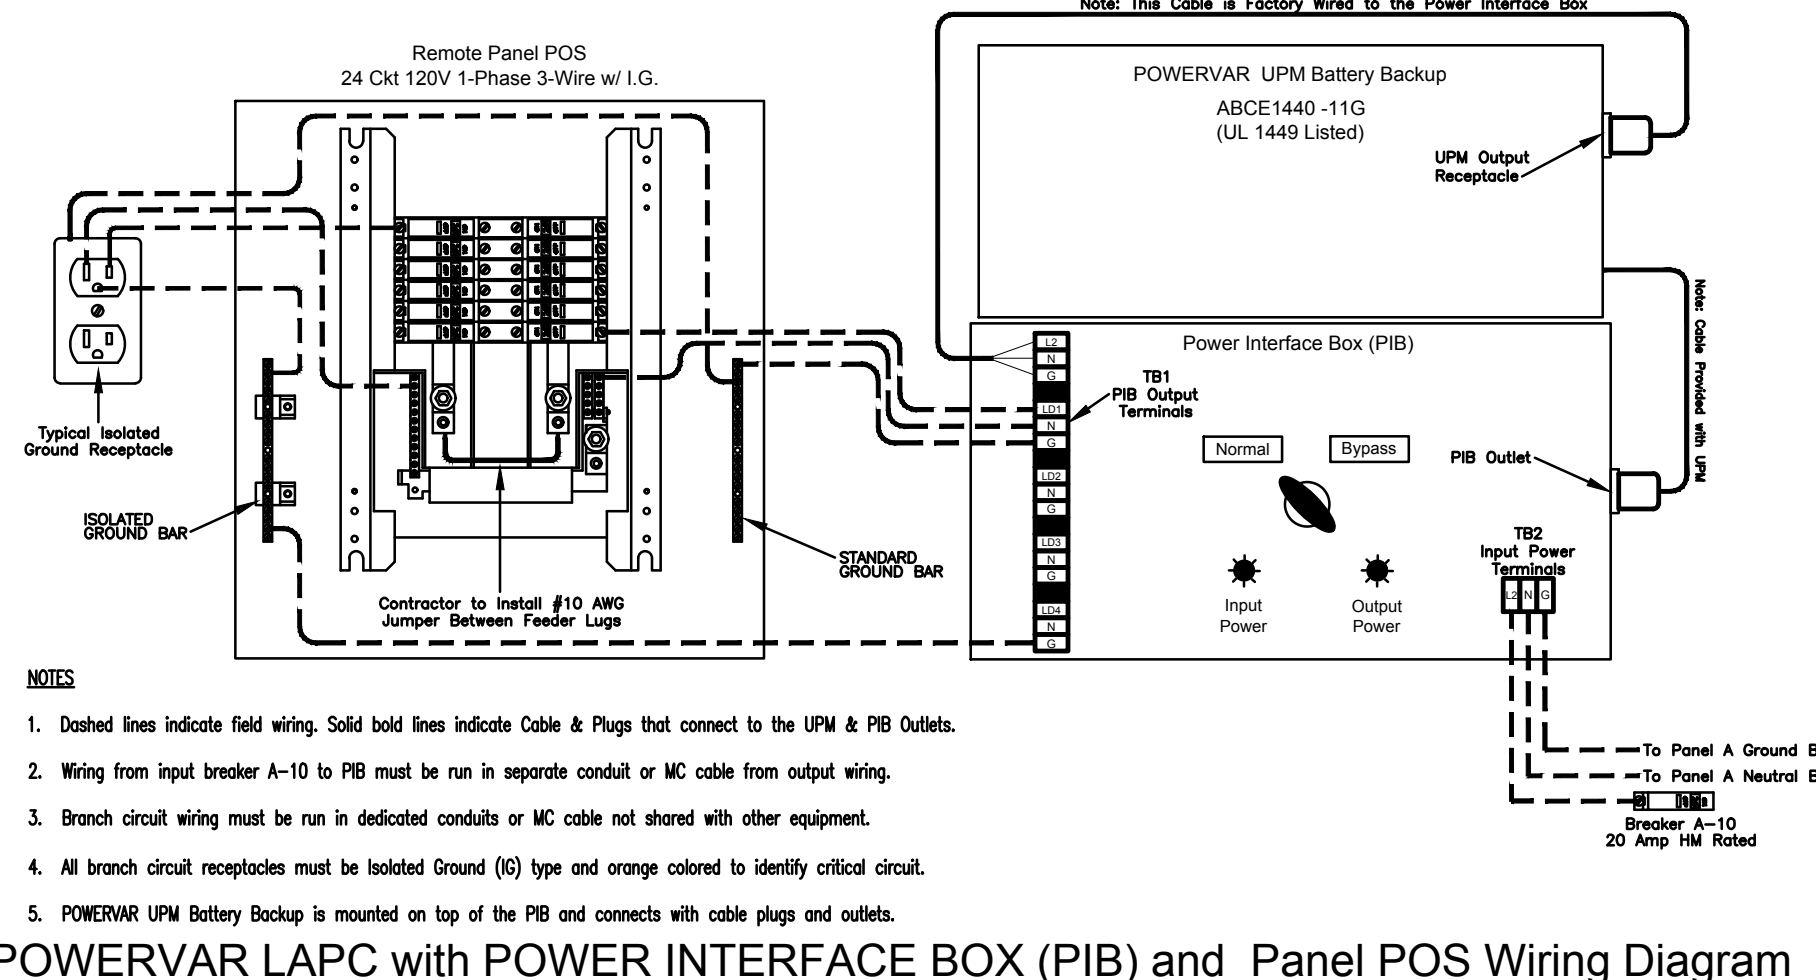 Note: This Cable is Factory Wired to the Power Interface Box
Remote Panel POS
24 Ckt 120V 1-Phase 3-Wire w/ I.G.
POWERVAR UPM Battery Backup
ABCE1440 -11G
(UL 1449 Listed)
UPM Output
Receptacle
Note: Cable Provided with UPM
Power Interface Box (PIB)
L2
N
G
TB1
PIB Output
Terminals
LD1
N
G
LD2
N
G
LD3
N
G
LD4
N
G
Normal
Bypass
PIB Outlet
Input
Power
Output
Power
TB2
Input Power
Terminals
L2 N G
Typical Isolated
Ground Receptacle
ISOLATED
GROUND BAR
STANDARD
GROUND BAR
Contractor to Install #10 AWG
Jumper Between Feeder Lugs
To Panel A Ground B
To Panel A Neutral B
Breaker A-10
20 Amp HM Rated
NOTES
1. Dashed lines indicate field wiring. Solid bold lines indicate Cable & Plugs that connect to the UPM & PIB Outlets.
2. Wiring from input breaker A-10 to PIB must be run in separate conduit or MC cable from output wiring.
3. Branch circuit wiring must be run in dedicated conduits or MC cable not shared with other equipment.
4. All branch circuit receptacles must be Isolated Ground (IG) type and orange colored to identify critical circuit.
5. POWERVAR UPM Battery Backup is mounted on top of the PIB and connects with cable plugs and outlets.
POWERVAR LAPC with POWER INTERFACE BOX (PIB) and Panel POS Wiring Diagram